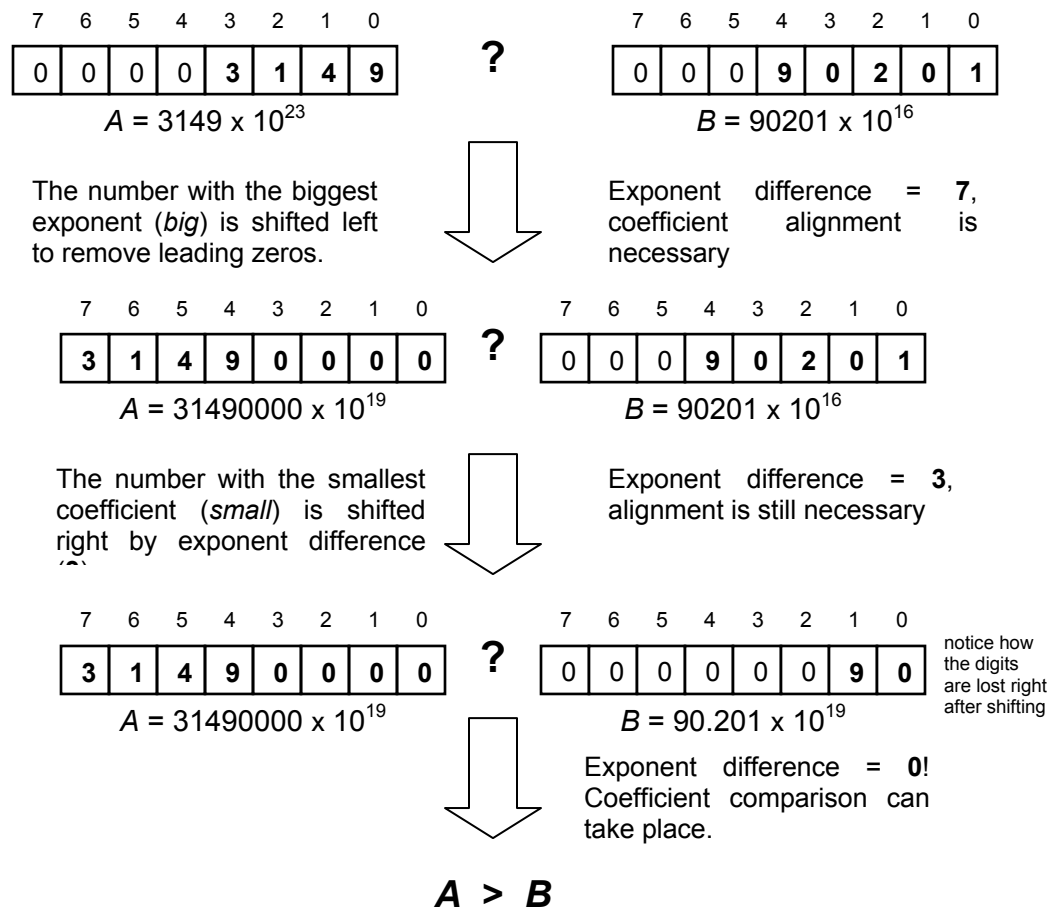 7 6 5 4 3 2 1 0 7 6 5 4 3 2 1 0
0 0 0 0 3 1 4 9 ? 0 0 0 9 0 2 0 1
A = 3149 x 10^23 B = 90201 x 10^16
The number with the biggest
exponent (big) is shifted left
to remove leading zeros.
Exponent difference = 7,
coefficient alignment is
necessary
7 6 5 4 3 2 1 0 7 6 5 4 3 2 1 0
3 1 4 9 0 0 0 0 ? 0 0 0 9 0 2 0 1
A = 31490000 x 10^19 B = 90201 x 10^16
The number with the smallest
coefficient (small) is shifted
right by exponent difference
Exponent difference = 3,
alignment is still necessary
7 6 5 4 3 2 1 0 7 6 5 4 3 2 1 0
3 1 4 9 0 0 0 0 ? 0 0 0 0 0 0 9 0
notice how
the digits
are lost right
after shifting
A = 31490000 x 10^19 B = 90.201 x 10^19
Exponent difference = 0!
Coefficient comparison can
take place.
A > B